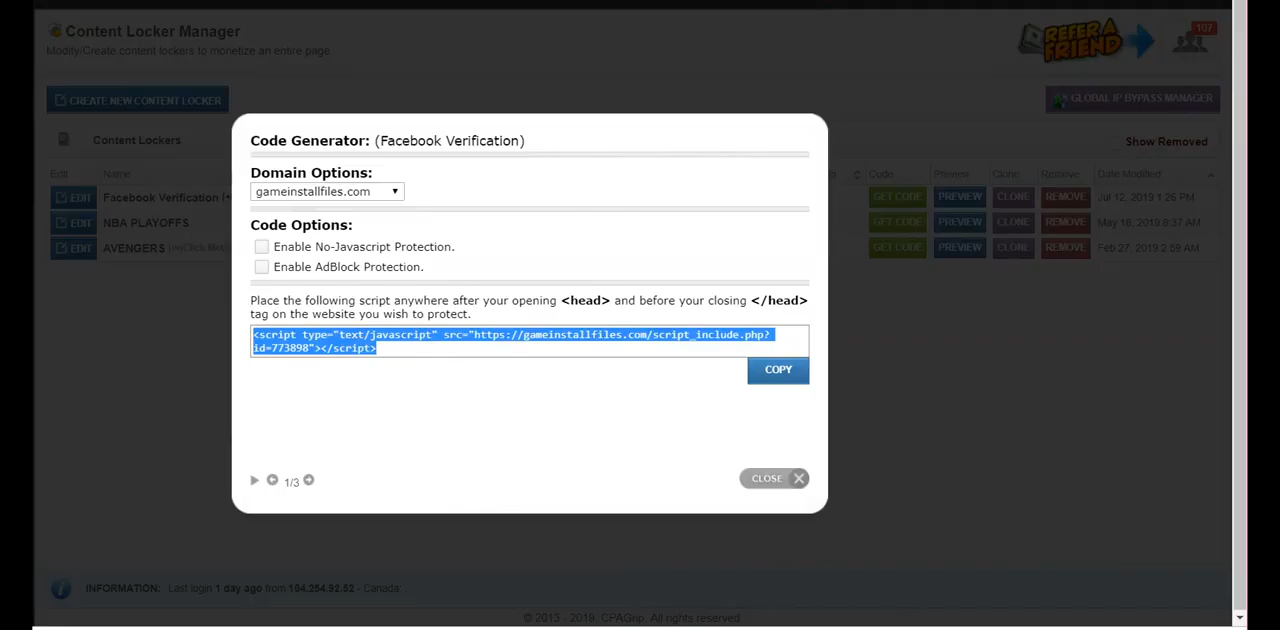 Content Locker Manager
Modify/Create content lockers to monetize an entire page.
REFER A FRIEND
107
CREATE NEW CONTENT LOCKER
GLOBAL IP BYPASS MANAGER
Content Lockers
Show Removed
Edit Name Code Preview Clone Remove Date Modified
EDIT Facebook Verification GET CODE PREVIEW CLONE REMOVE Jul 12, 2019 1:26 PM
EDIT NBA PLAYOFFS GET CODE PREVIEW CLONE REMOVE May 18, 2019 8:37 AM
EDIT AVENGERS GET CODE PREVIEW CLONE REMOVE Feb 27, 2019 2:59 AM
Code Generator: (Facebook Verification)
Domain Options:
gameinstallfiles.com
Code Options:
Enable No-Javascript Protection.
Enable AdBlock Protection.
Place the following script anywhere after your opening <head> and before your closing </head>
tag on the website you wish to protect.
<script type="text/javascript" src="https://gameinstallfiles.com/script_include.php?
id=773898"></script>
COPY
1/3
CLOSE
INFORMATION: Last login 1 day ago from 104.254.92.52 - Canada:
© 2013 - 2019, CPAGrip. All rights reserved